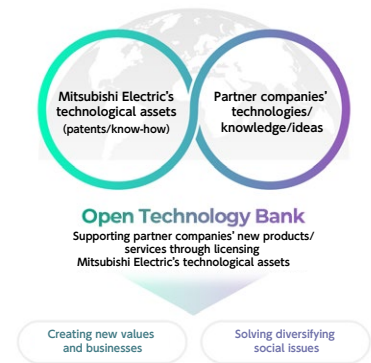 Mitsubishi Electric's
technological assets
(patents/know-how)
Partner companies'
technologies/
knowledge/ideas
Open Technology Bank
Supporting partner companies' new products/
services through licensing
Mitsubishi Electric's technological assets
Creating new values
and businesses
Solving diversifying
social issues